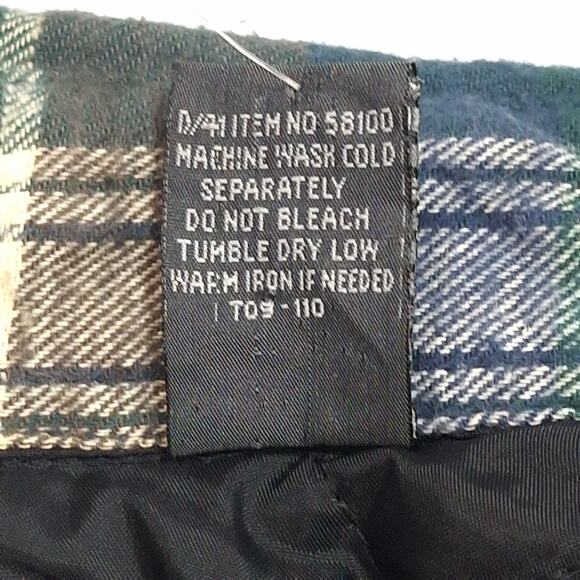 D/41 ITEM NO 58100
MACHINE WASH COLD
SEPARATELY
DO NOT BLEACH
TUMBLE DRY LOW
WARM IRON IF NEEDED
T09-110